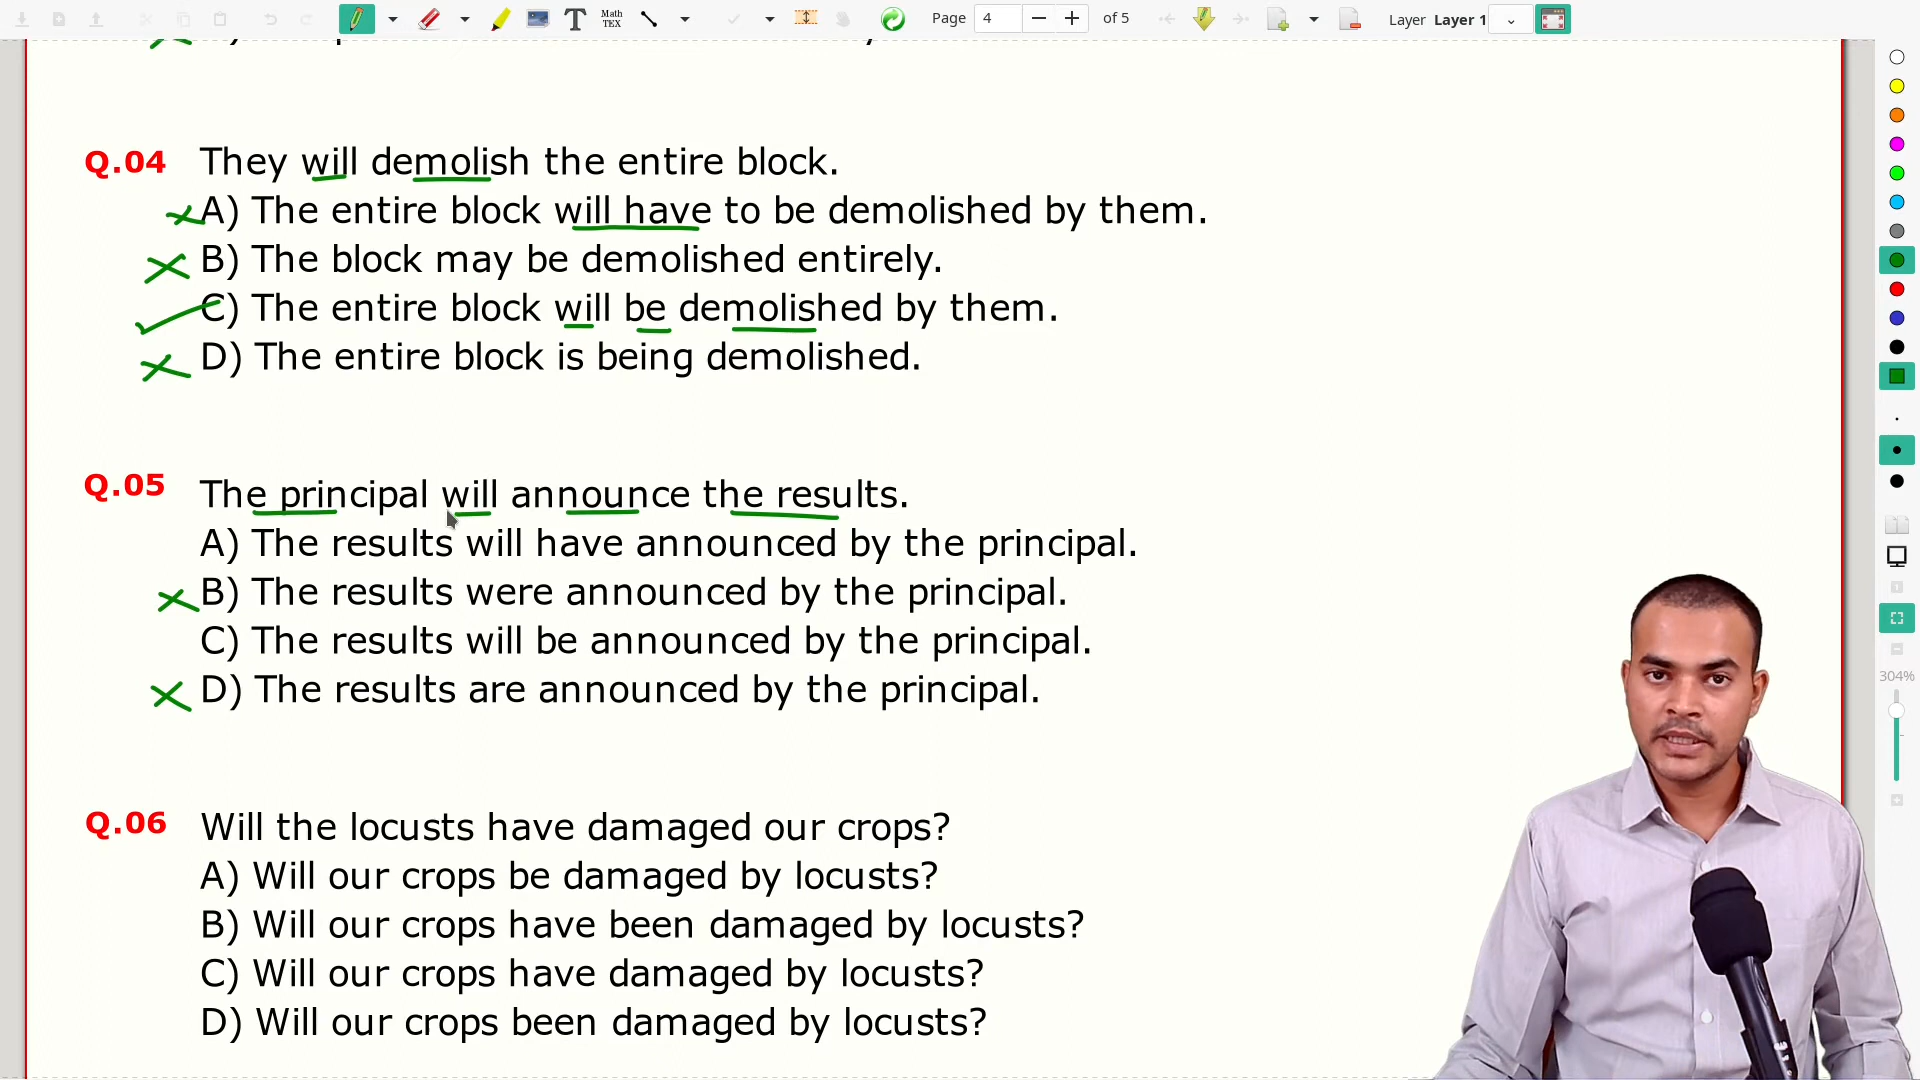 Math
TEX
Page 4 of 5
Layer Layer 1
Q.04 They will demolish the entire block.
A) The entire block will have to be demolished by them.
B) The block may be demolished entirely.
C) The entire block will be demolished by them.
D) The entire block is being demolished.
Q.05 The principal will announce the results.
A) The results will have announced by the principal.
B) The results were announced by the principal.
C) The results will be announced by the principal.
D) The results are announced by the principal.
304%
Q.06 Will the locusts have damaged our crops?
A) Will our crops be damaged by locusts?
B) Will our crops have been damaged by locusts?
C) Will our crops have damaged by locusts?
D) Will our crops been damaged by locusts?